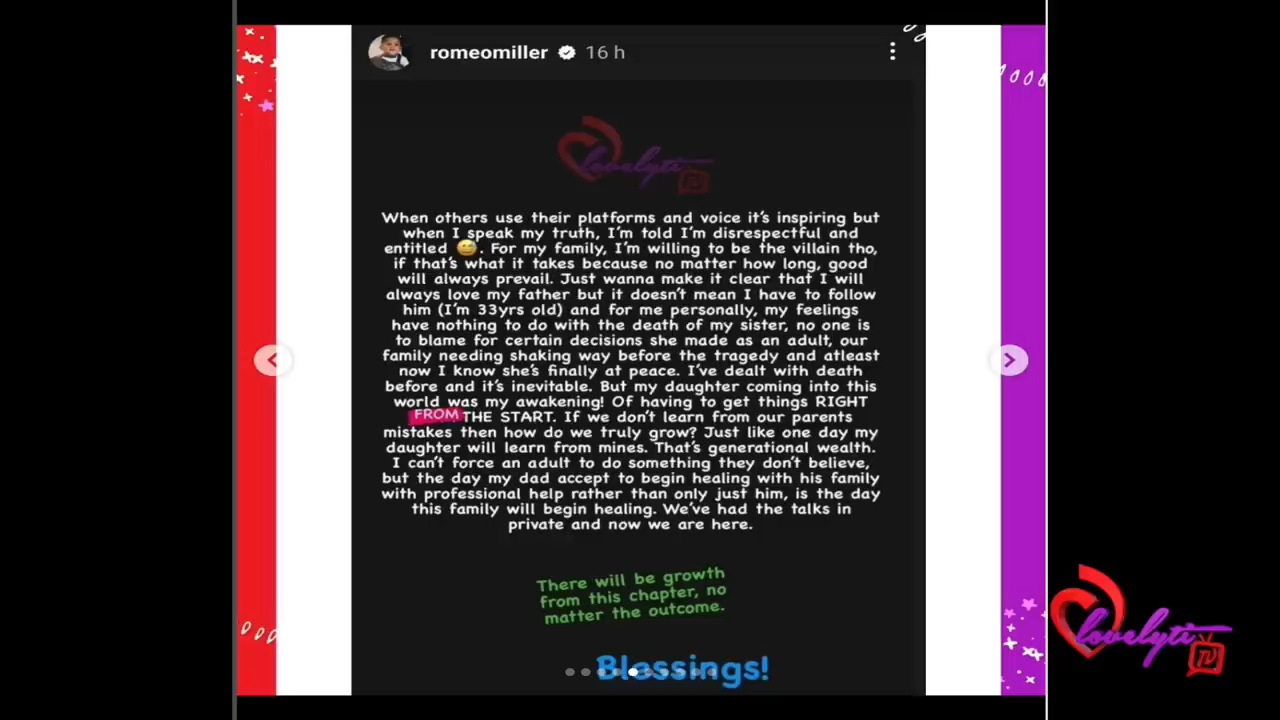 romeomiller 16 h
lovelyti
TV
When others use their platforms and voice it's inspiring but
when I speak my truth, I'm told I'm disrespectful and
entitled 😅. For my family, I'm willing to be the villain tho,
if that's what it takes because no matter how long, good
will always prevail. Just wanna make it clear that I will
always love my father but it doesn't mean I have to follow
him (I'm 33yrs old) and for me personally, my feelings
have nothing to do with the death of my sister, no one is
to blame for certain decisions she made as an adult, our
family needing shaking way before the tragedy and atleast
now I know she's finally at peace. I've dealt with death
before and it's inevitable. But my daughter coming into this
world was my awakening! Of having to get things RIGHT
FROM THE START. If we don't learn from our parents
mistakes then how do we truly grow? Just like one day my
daughter will learn from mines. That's generational wealth.
I can't force an adult to do something they don't believe,
but the day my dad accept to begin healing with his family
with professional help rather than only just him, is the day
this family will begin healing. We've had the talks in
private and now we are here.
There will be growth
from this chapter, no
matter the outcome.
Blessings!
lovelyti
TV